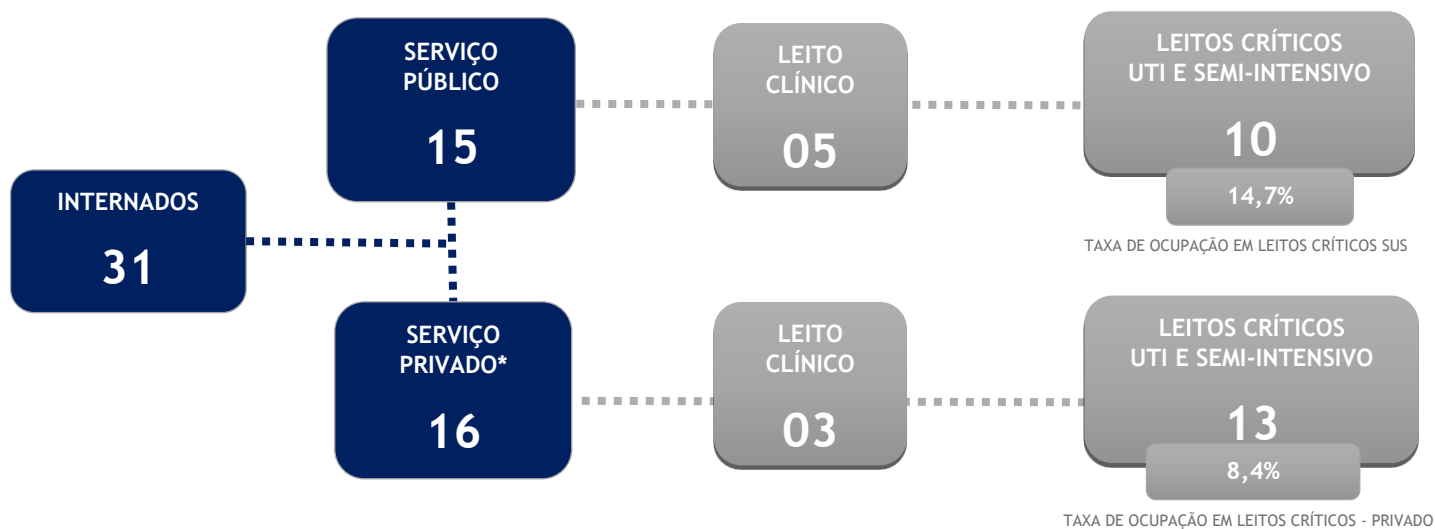 INTERNADOS
31
SERVIÇO
PÚBLICO
15
LEITO
CLÍNICO
05
LEITOS CRÍTICOS
UTI E SEMI-INTENSIVO
10
14,7%
TAXA DE OCUPAÇÃO EM LEITOS CRÍTICOS SUS
SERVIÇO
PRIVADO*
16
LEITO
CLÍNICO
03
LEITOS CRÍTICOS
UTI E SEMI-INTENSIVO
13
8,4%
TAXA DE OCUPAÇÃO EM LEITOS CRÍTICOS - PRIVADO